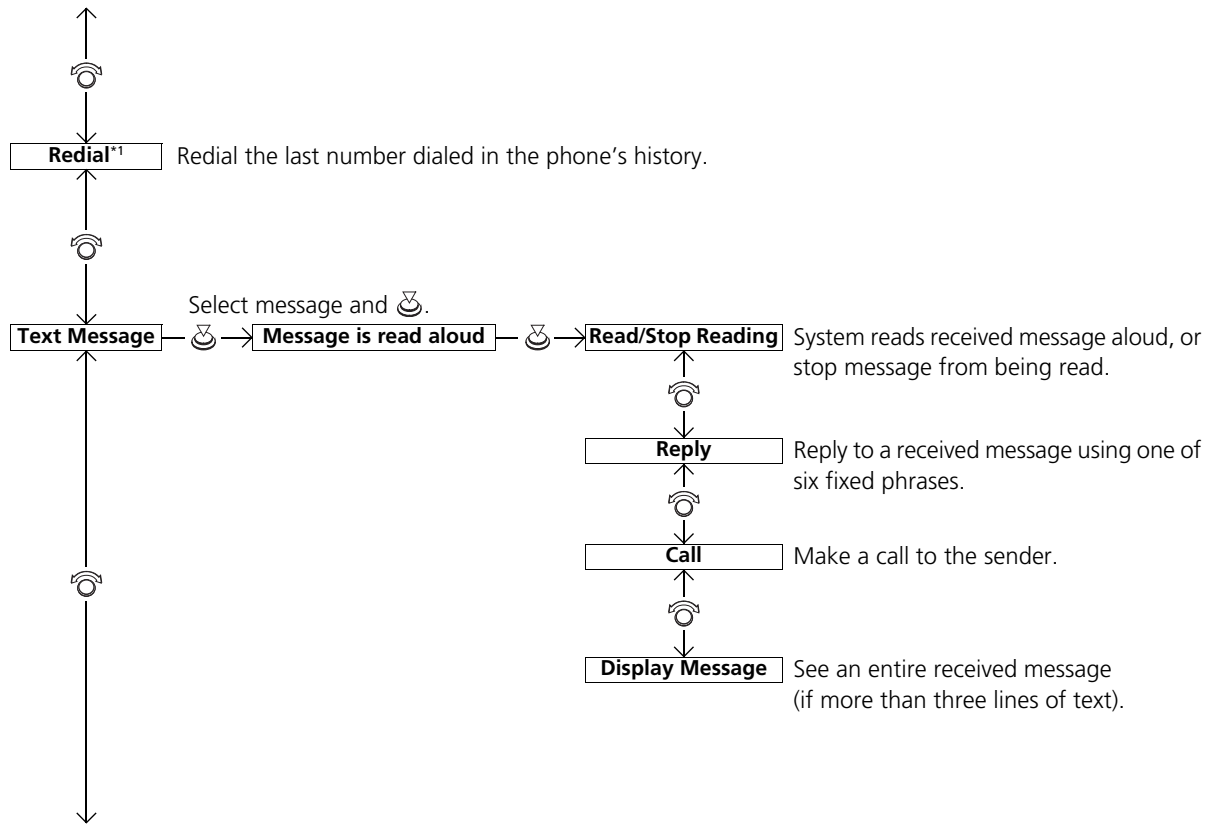 Redial*1
Redial the last number dialed in the phone's history.
Select message and .
Text Message
Message is read aloud
Read/Stop Reading
System reads received message aloud, or
stop message from being read.
Reply
Reply to a received message using one of
six fixed phrases.
Call
Make a call to the sender.
Display Message
See an entire received message
(if more than three lines of text).